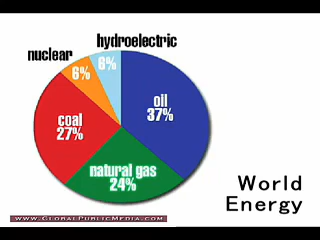 hydroelectric
nuclear
6%
6%
oil
37%
coal
27%
natural gas
24%
World
Energy
WWW.GLOBALPUBLICMEDIA.COM